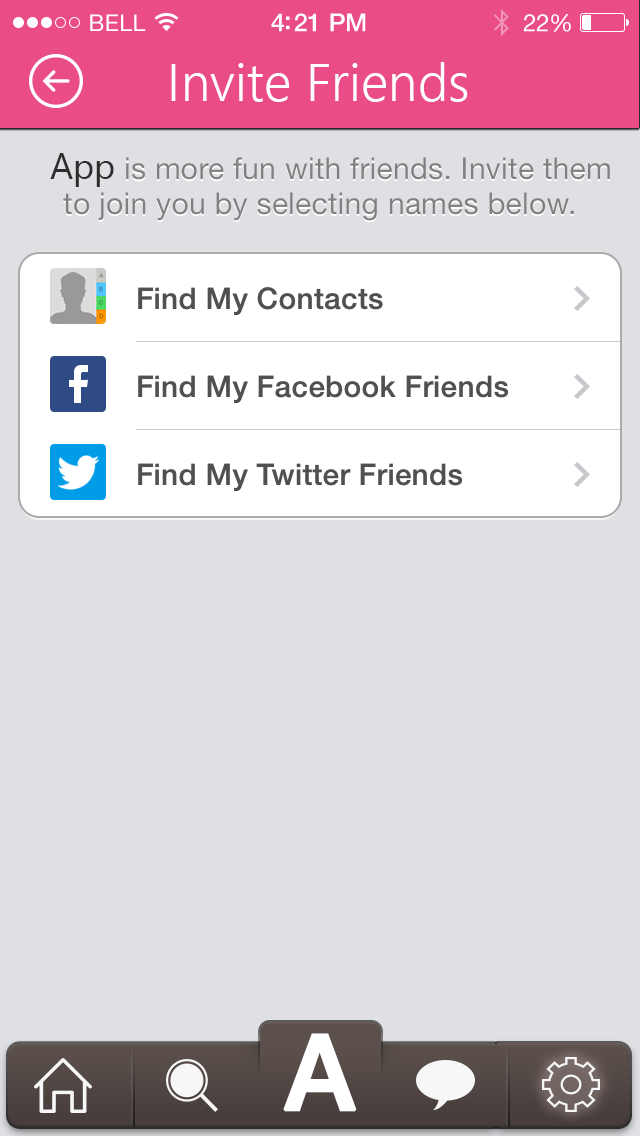 BELL 4:21 PM 22%
Invite Friends
App is more fun with friends. Invite them
to join you by selecting names below.
A
B
C
D
Find My Contacts
f
Find My Facebook Friends
Find My Twitter Friends
A